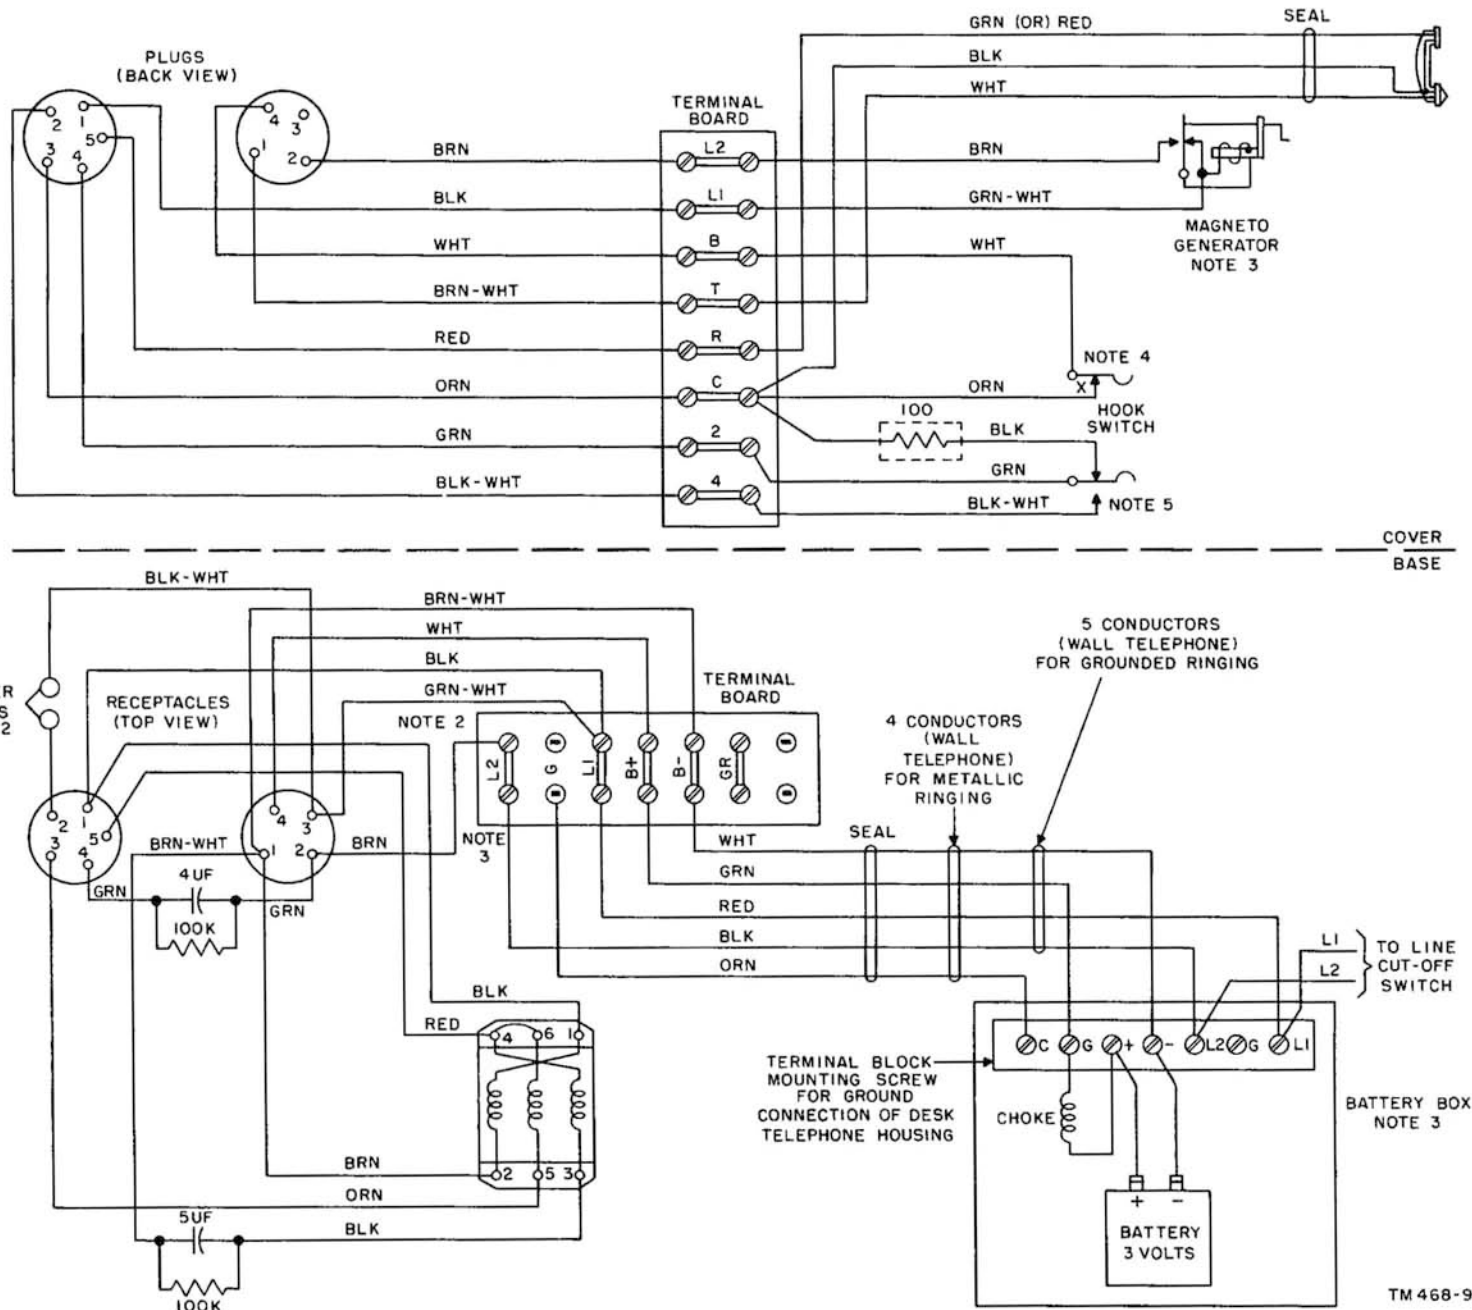 GRN (OR) RED
SEAL
BLK
PLUGS
(BACK VIEW)
WHT
TERMINAL
BOARD
2
1
5
3
4
4
3
1
2
BRN
L2
BRN
BLK
L1
GRN-WHT
MAGNETO
GENERATOR
NOTE 3
WHT
B
WHT
BRN-WHT
T
RED
R
NOTE 4
ORN
C
ORN
X
HOOK
SWITCH
100
BLK
GRN
2
GRN
BLK-WHT
4
BLK-WHT
NOTE 5
COVER
BASE
BLK-WHT
BRN-WHT
WHT
BLK
GRN-WHT
5 CONDUCTORS
(WALL TELEPHONE)
FOR GROUNDED RINGING
ER
S
2
RECEPTACLES
(TOP VIEW)
NOTE 2
TERMINAL
BOARD
4 CONDUCTORS
(WALL
TELEPHONE)
FOR METALLIC
RINGING
L2
G
L1
B+
B-
GR
2
1
5
3
4
4
3
1
2
BRN-WHT
BRN
NOTE
3
SEAL
WHT
GRN
4UF
GRN
GRN
100K
RED
BLK
ORN
L1
L2
TO LINE
CUT-OFF
SWITCH
BLK
RED
4 6 1
C G + - L2 G L1
TERMINAL BLOCK
MOUNTING SCREW
FOR GROUND
CONNECTION OF DESK
TELEPHONE HOUSING
CHOKE
BATTERY BOX
NOTE 3
BRN
2 5 3
ORN
5UF
BLK
100K
+ -
BATTERY
3 VOLTS
TM 468-9